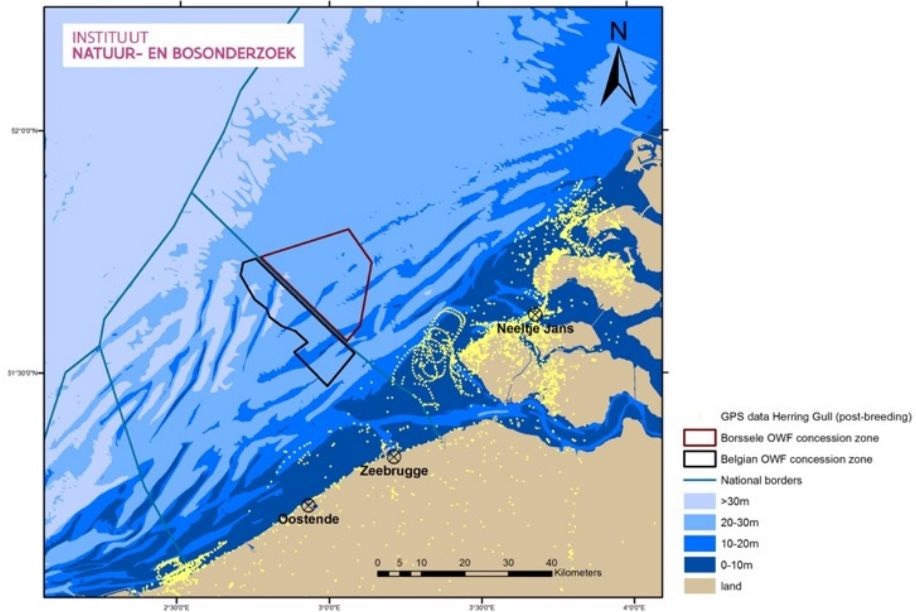 INSTITUUT
NATUUR- EN BOSONDERZOEK
N
52°0'0"N
51°30'0"N
Neeltje Jans
Zeebrugge
Oostende
0 5 10 20 30 40
Kilometers
2°30'0"E 3°0'0"E 3°30'0"E 4°0'0"E
GPS data Herring Gull (post-breeding)
Borssele OWF concession zone
Belgian OWF concession zone
National borders
>30m
20-30m
10-20m
0-10m
land